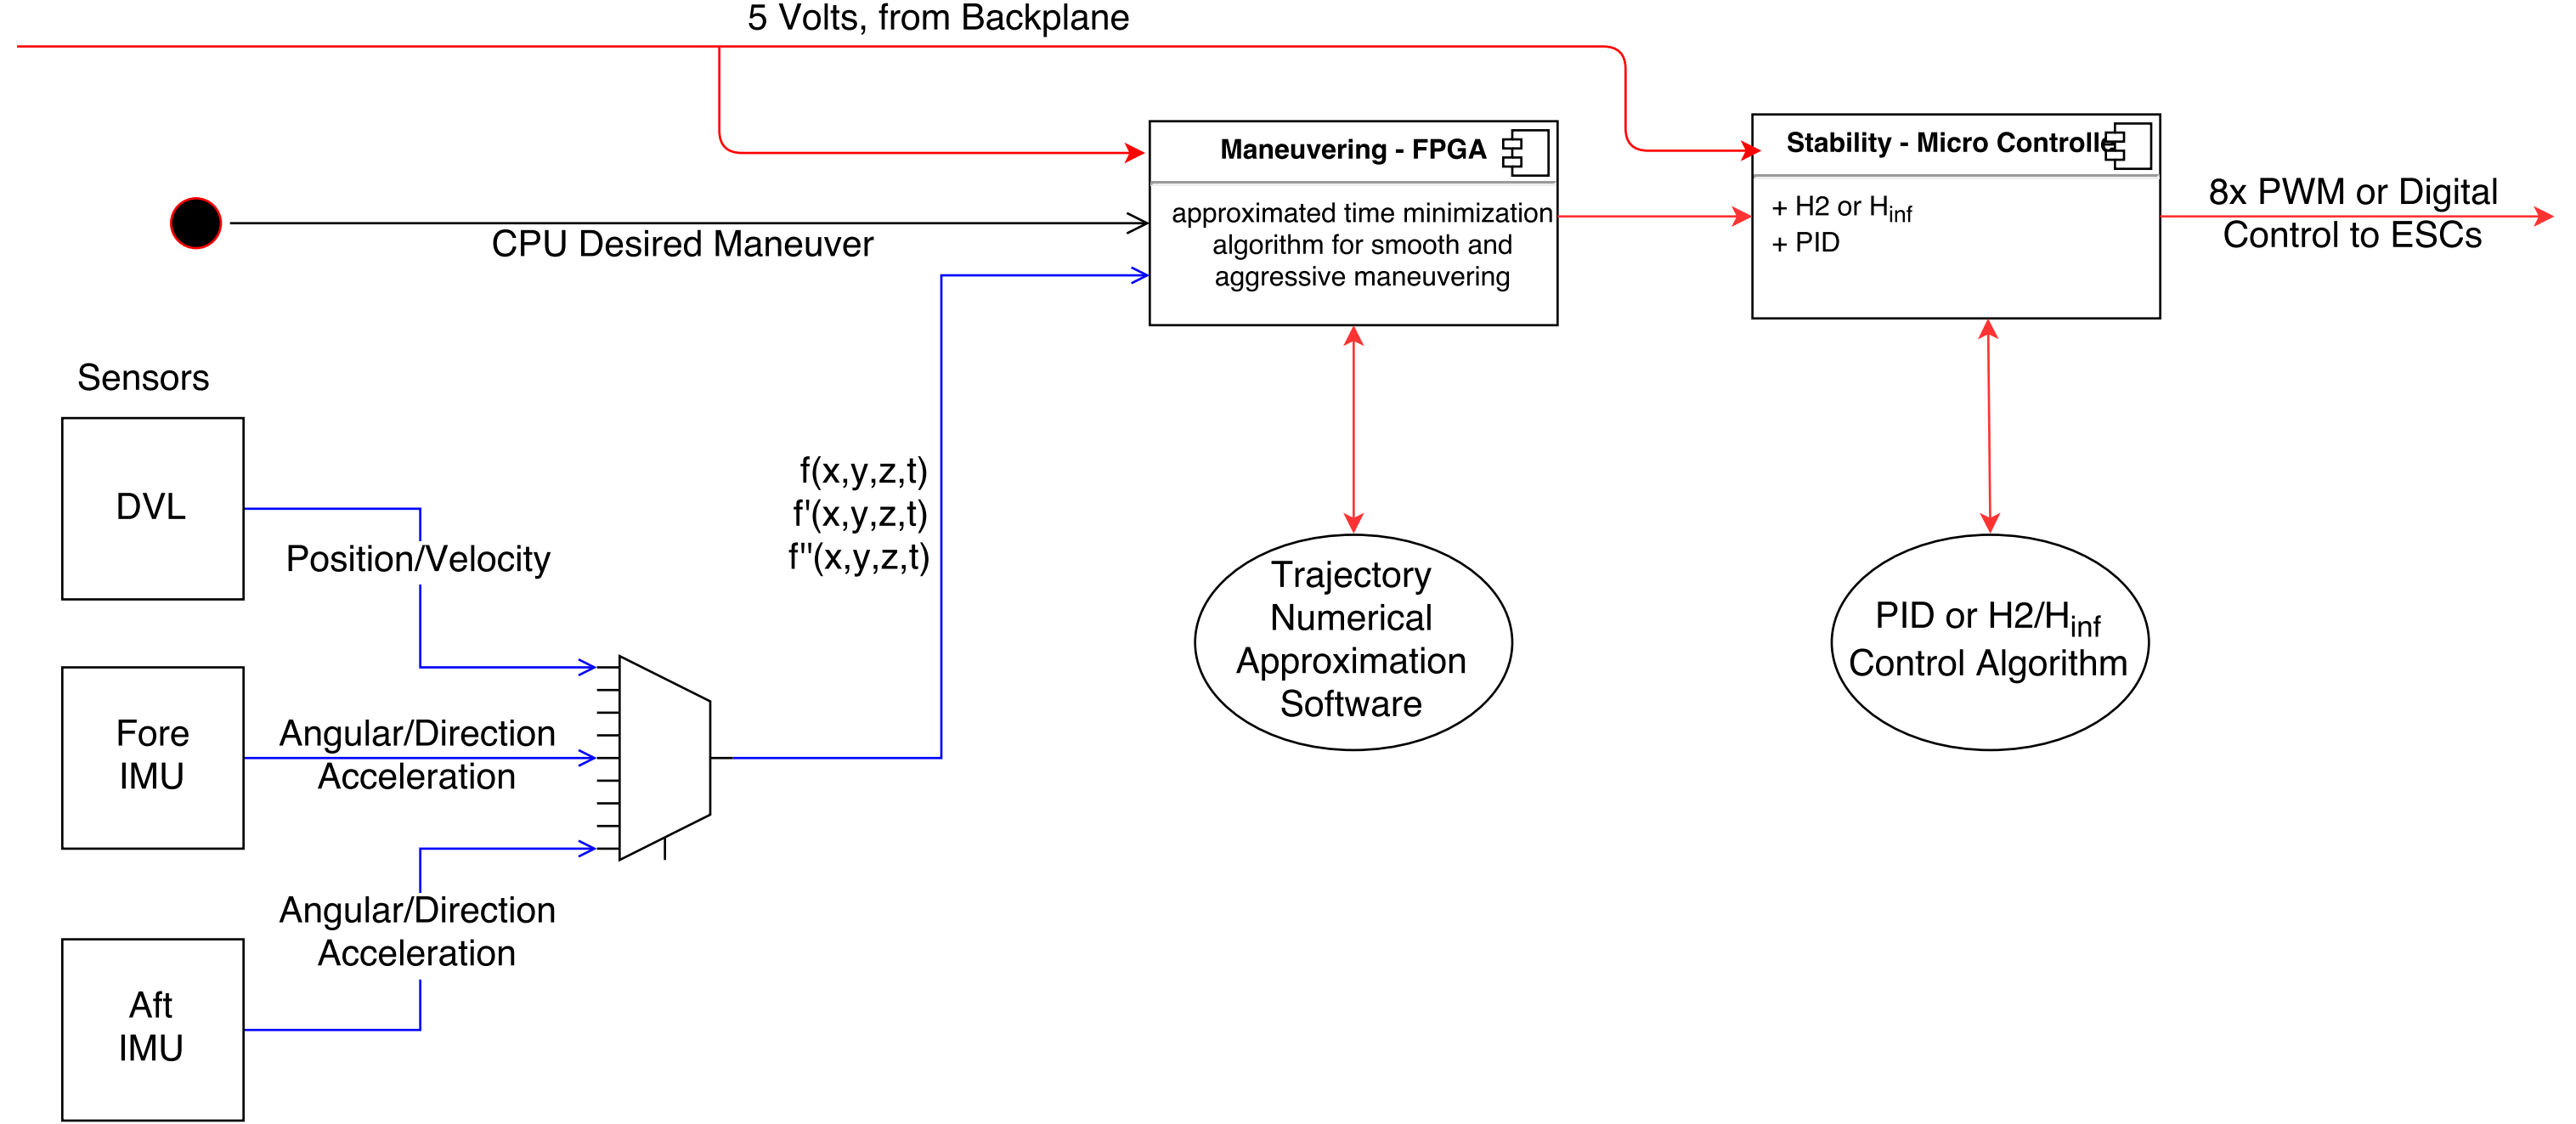 5 Volts, from Backplane
Maneuvering - FPGA
approximated time minimization
algorithm for smooth and
aggressive maneuvering
Stability - Micro Controlle
+ H2 or Hinf
+ PID
8x PWM or Digital
Control to ESCs
CPU Desired Maneuver
Sensors
DVL
Position/Velocity
f(x,y,z,t)
f'(x,y,z,t)
f"(x,y,z,t)
Fore
IMU
Angular/Direction
Acceleration
Angular/Direction
Acceleration
Aft
IMU
Trajectory
Numerical
Approximation
Software
PID or H2/Hinf
Control Algorithm